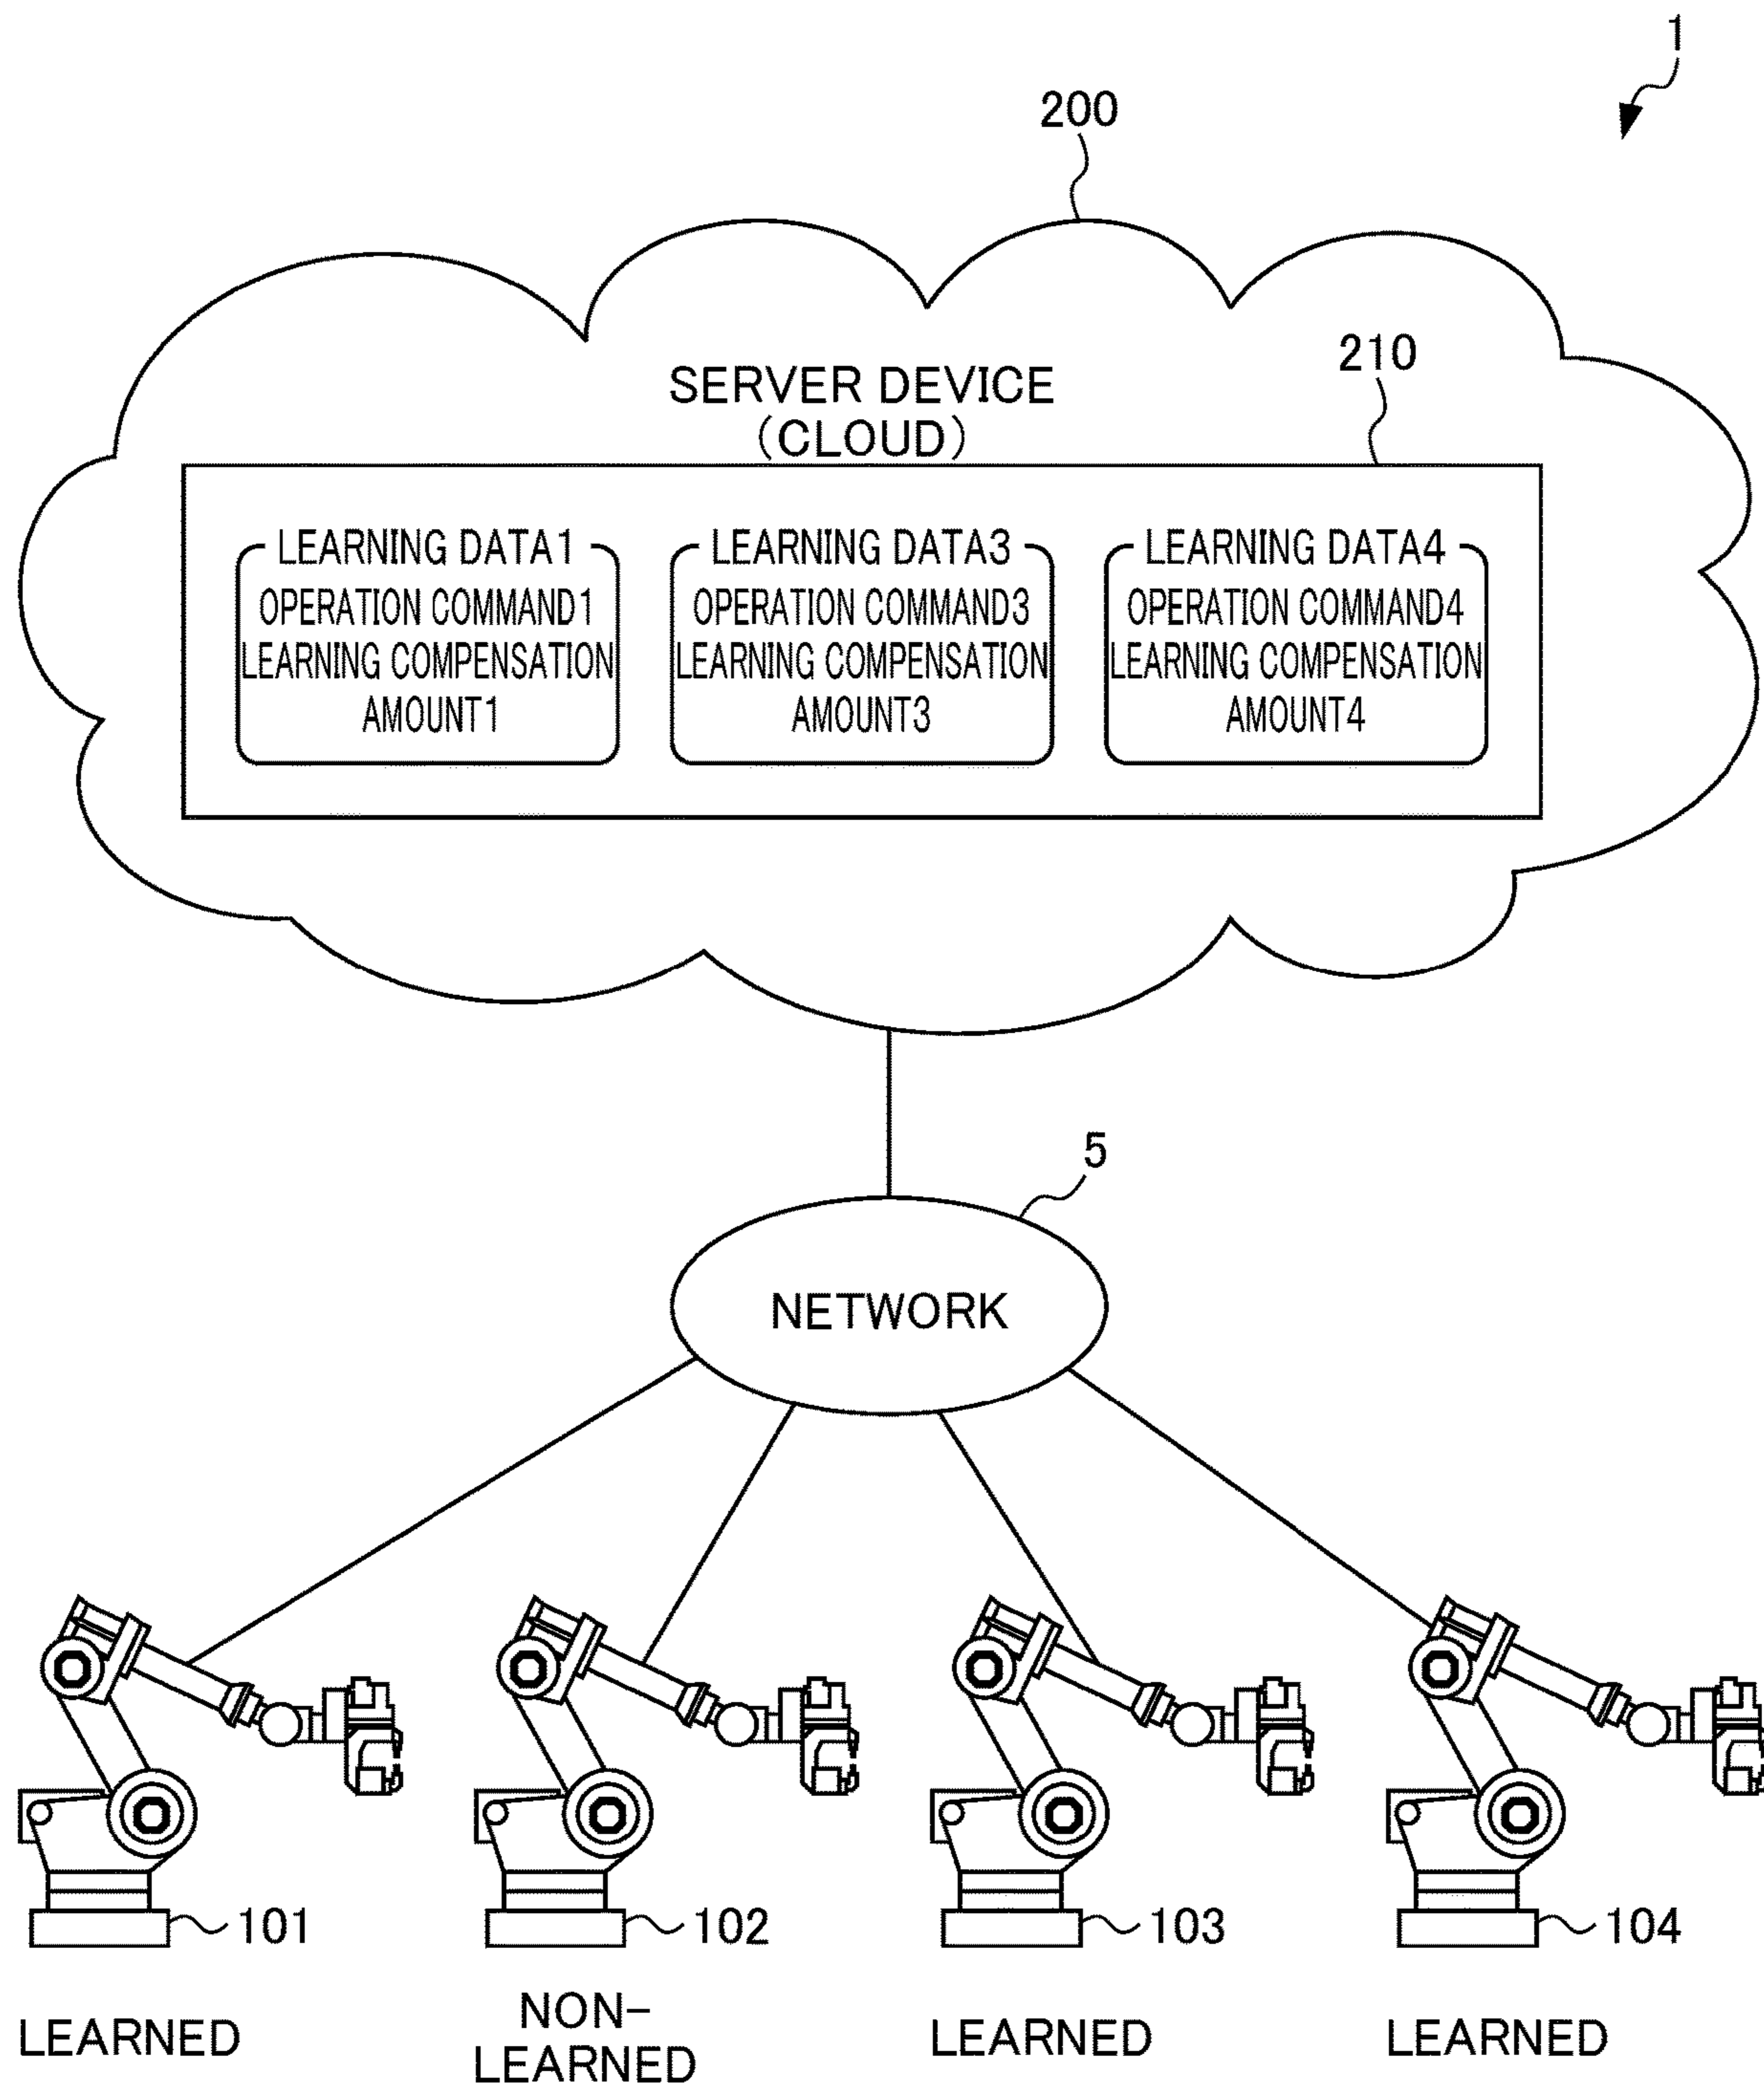 1
200
210
SERVER DEVICE
(CLOUD)
LEARNING DATA1
OPERATION COMMAND1
LEARNING COMPENSATION
AMOUNT1
LEARNING DATA3
OPERATION COMMAND3
LEARNING COMPENSATION
AMOUNT3
LEARNING DATA4
OPERATION COMMAND4
LEARNING COMPENSATION
AMOUNT4
5
NETWORK
101
102
103
104
LEARNED
NON-
LEARNED
LEARNED
LEARNED